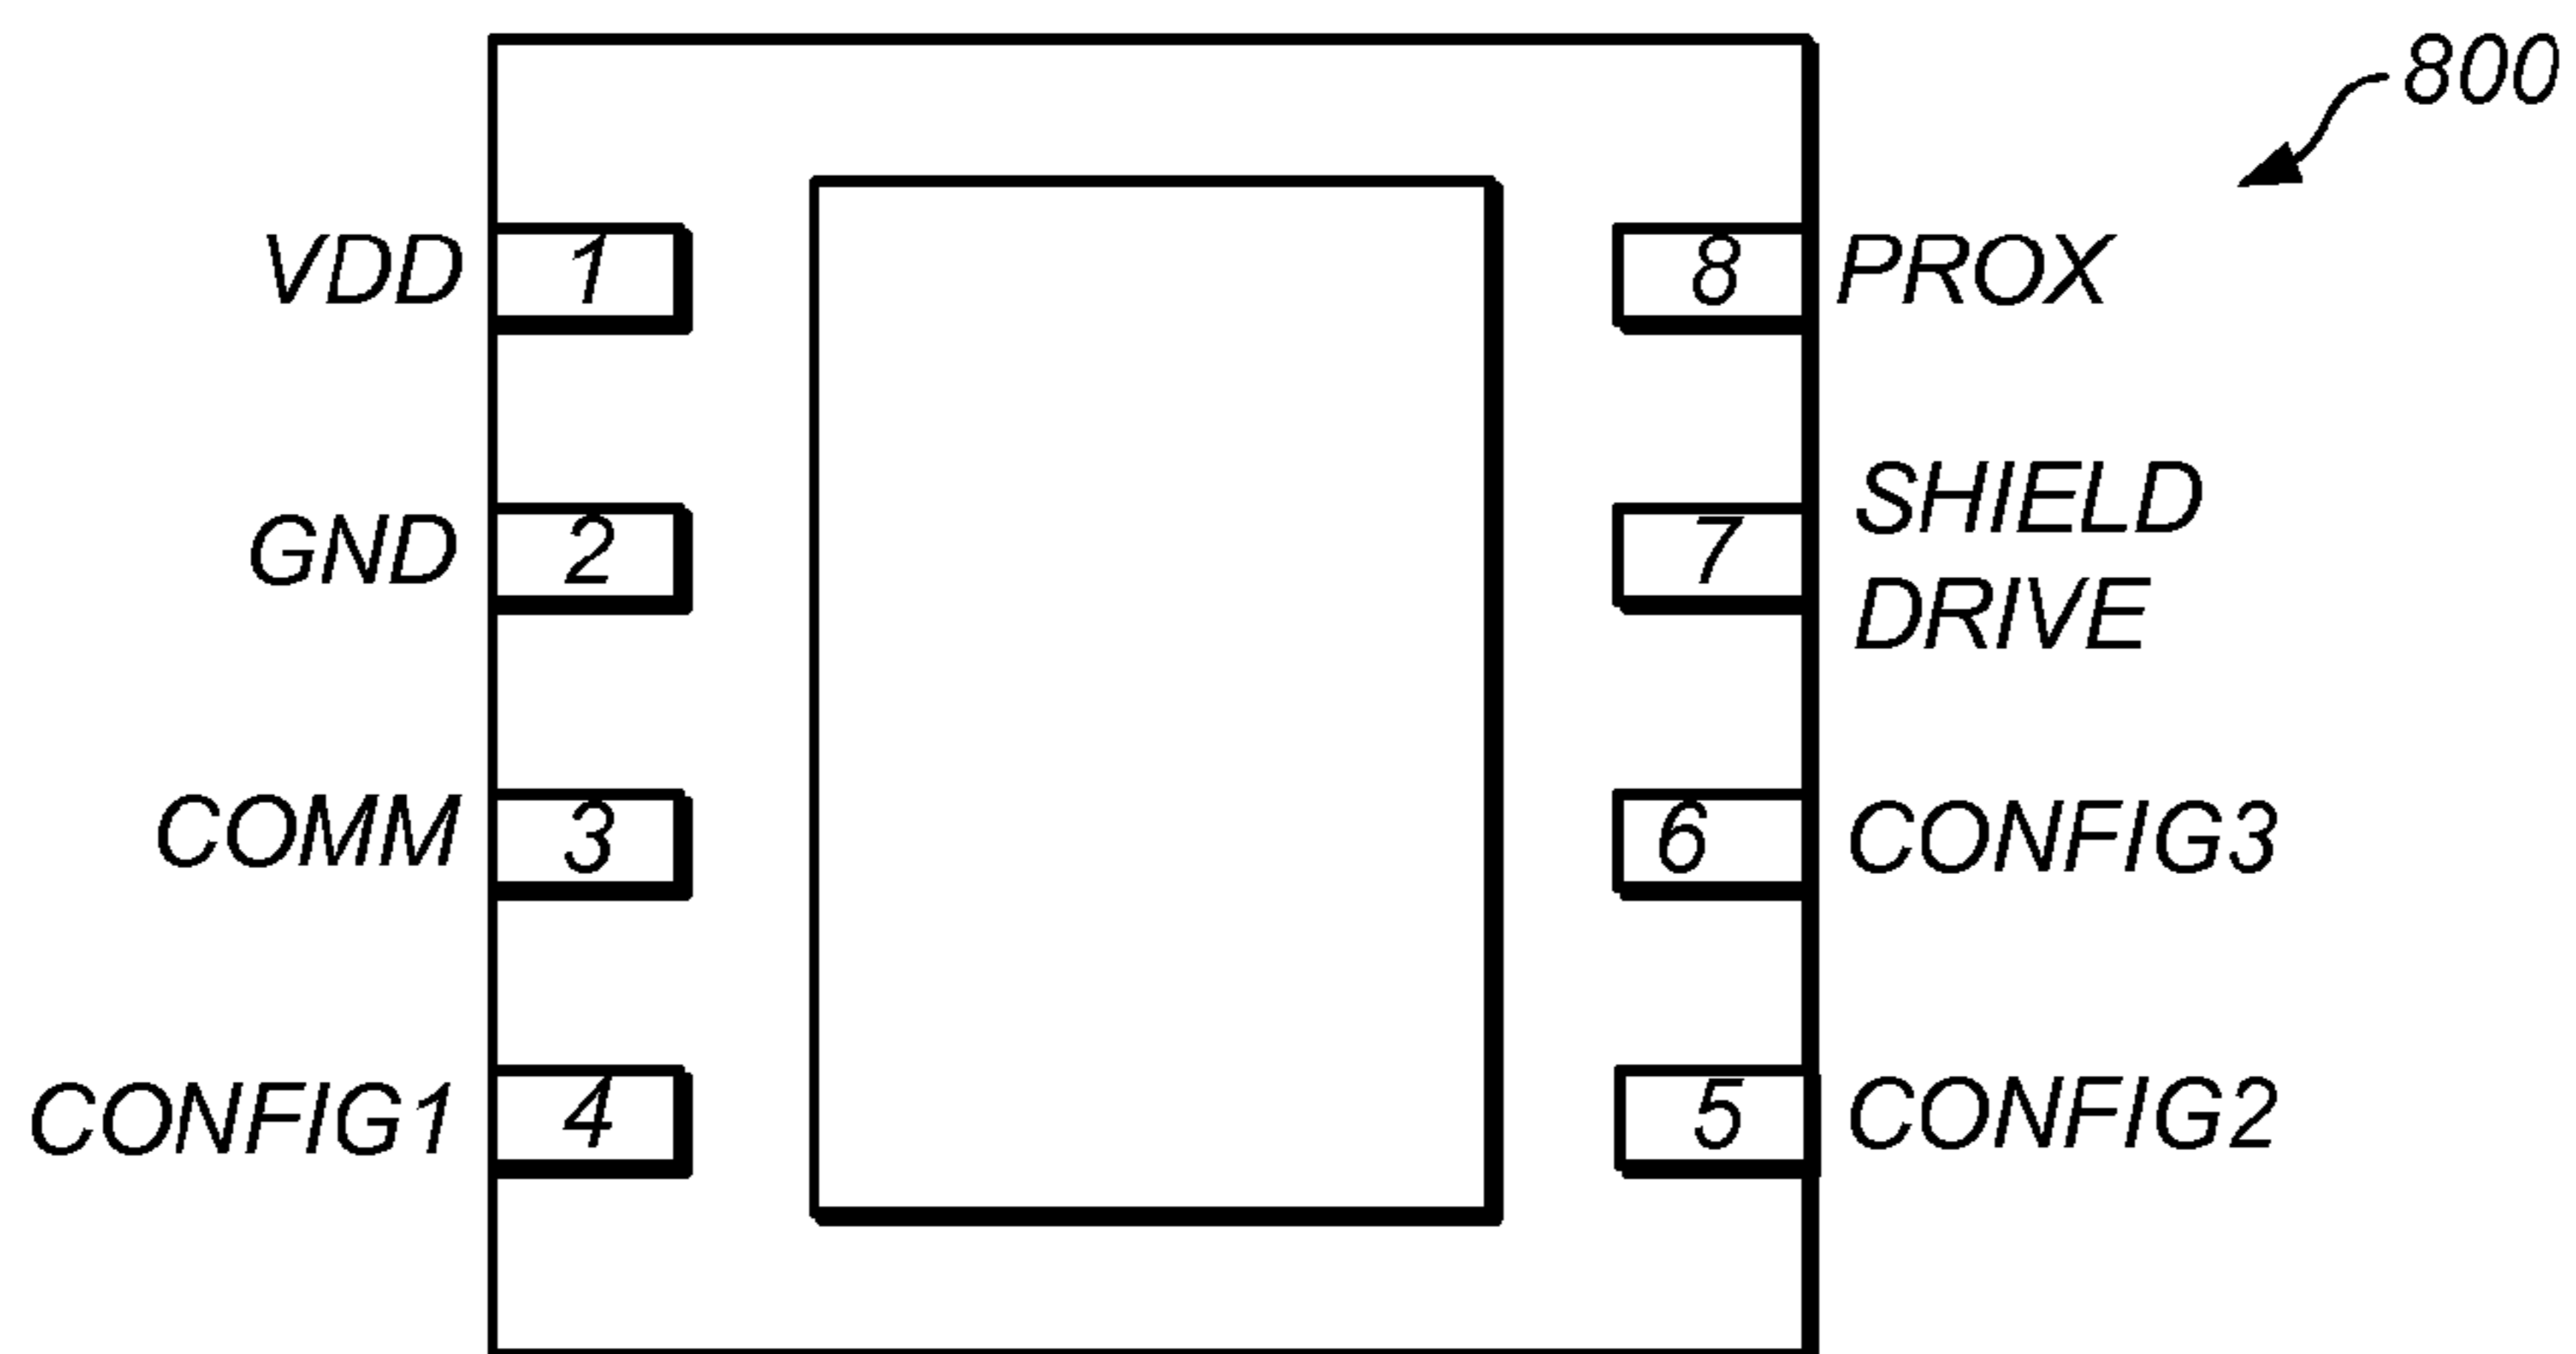 800
VDD 1 8 PROX
GND 2 7 SHIELD
DRIVE
COMM 3 6 CONFIG3
CONFIG1 4 5 CONFIG2